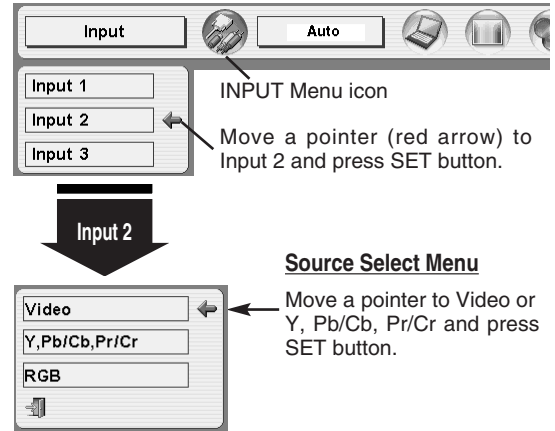 Input
Auto
Input 1
Input 2
Input 3
INPUT Menu icon
Move a pointer (red arrow) to
Input 2 and press SET button.
Input 2
Source Select Menu
Video
Y,Pb/Cb,Pr/Cr
RGB
Move a pointer to Video or
Y, Pb/Cb, Pr/Cr and press
SET button.